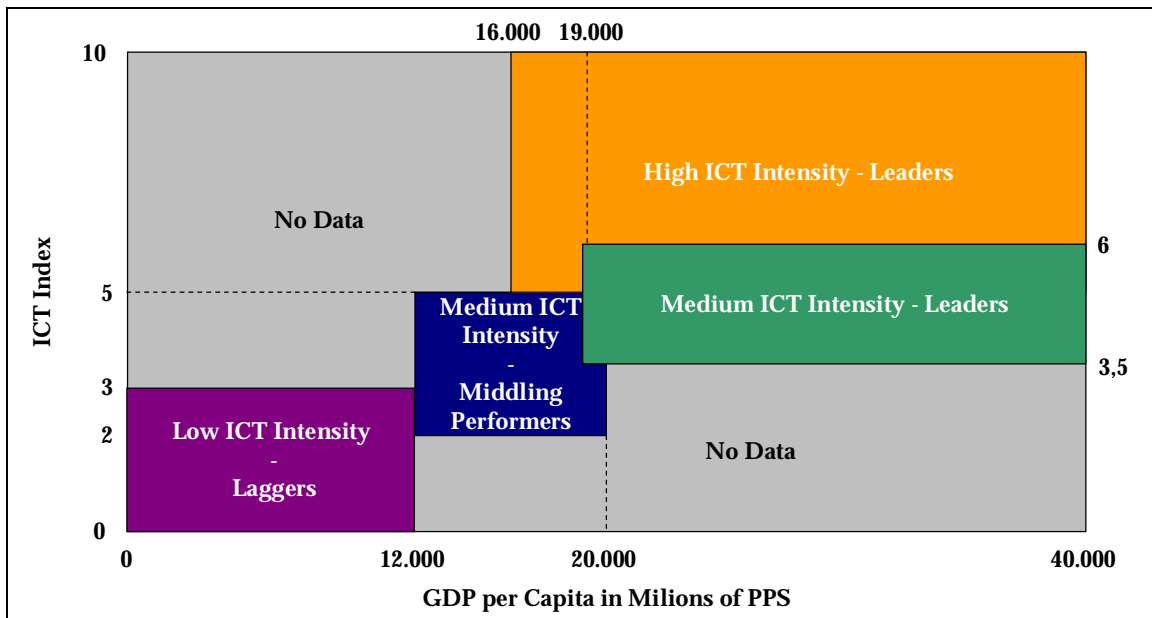 16.000 19.000
10
High ICT Intensity - Leaders
No Data
6
ICT Index
5
Medium ICT
Intensity
-
Middling
Performers
Medium ICT Intensity - Leaders
3,5
3
2
Low ICT Intensity
-
Laggers
No Data
0
0
12.000
20.000
40.000
GDP per Capita in Milions of PPS